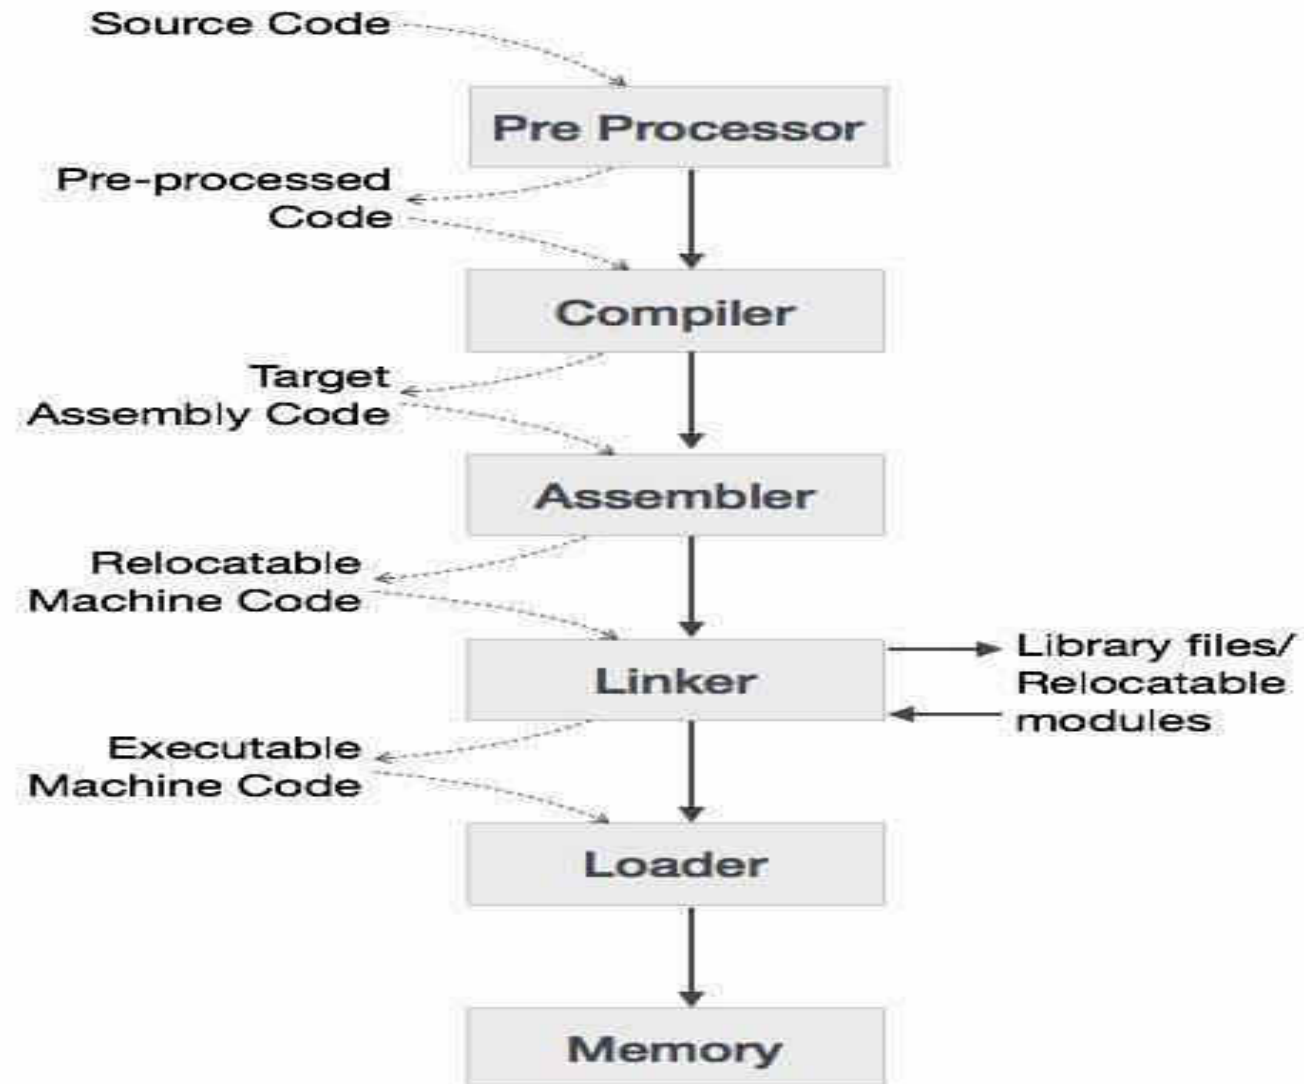 Source Code
Pre Processor
Pre-processed
Code
Compiler
Target
Assembly Code
Assembler
Relocatable
Machine Code
Linker
Library files/
Relocatable
modules
Executable
Machine Code
Loader
Memory